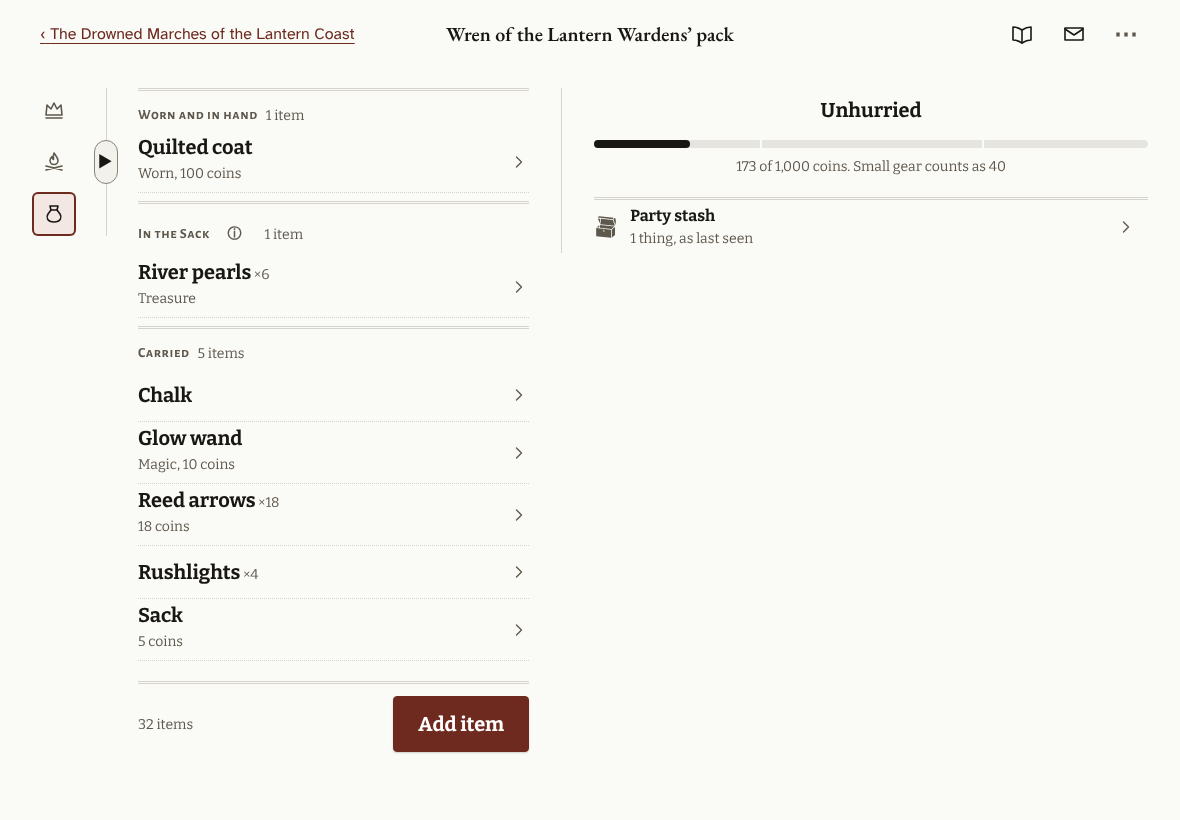 ‹ The Drowned Marches of the Lantern Coast
Wren of the Lantern Wardens’ pack
Worn and in hand 1 item
Quilted coat
Worn, 100 coins
In the Sack 1 item
River pearls ×6
Treasure
Carried 5 items
Chalk
Glow wand
Magic, 10 coins
Reed arrows ×18
18 coins
Rushlights ×4
Sack
5 coins
32 items
Add item
Unhurried
173 of 1,000 coins. Small gear counts as 40
Party stash
1 thing, as last seen